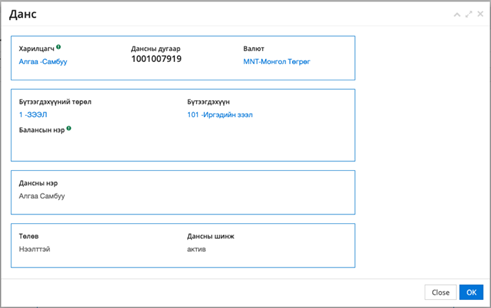 Данс
Харилцагч Дансны дугаар Валют
Алгаа -Самбуу 1001007919 MNT-Монгол Төгрөг
Бүтээгдэхүүний төрөл Бүтээгдэхүүн
1 -ЗЭЭЛ 101 -Иргэдийн зээл
Балансын нэр
Дансны нэр
Алгаа Самбуу
Төлөв Дансны шинж
Нээлттэй актив
Close OK